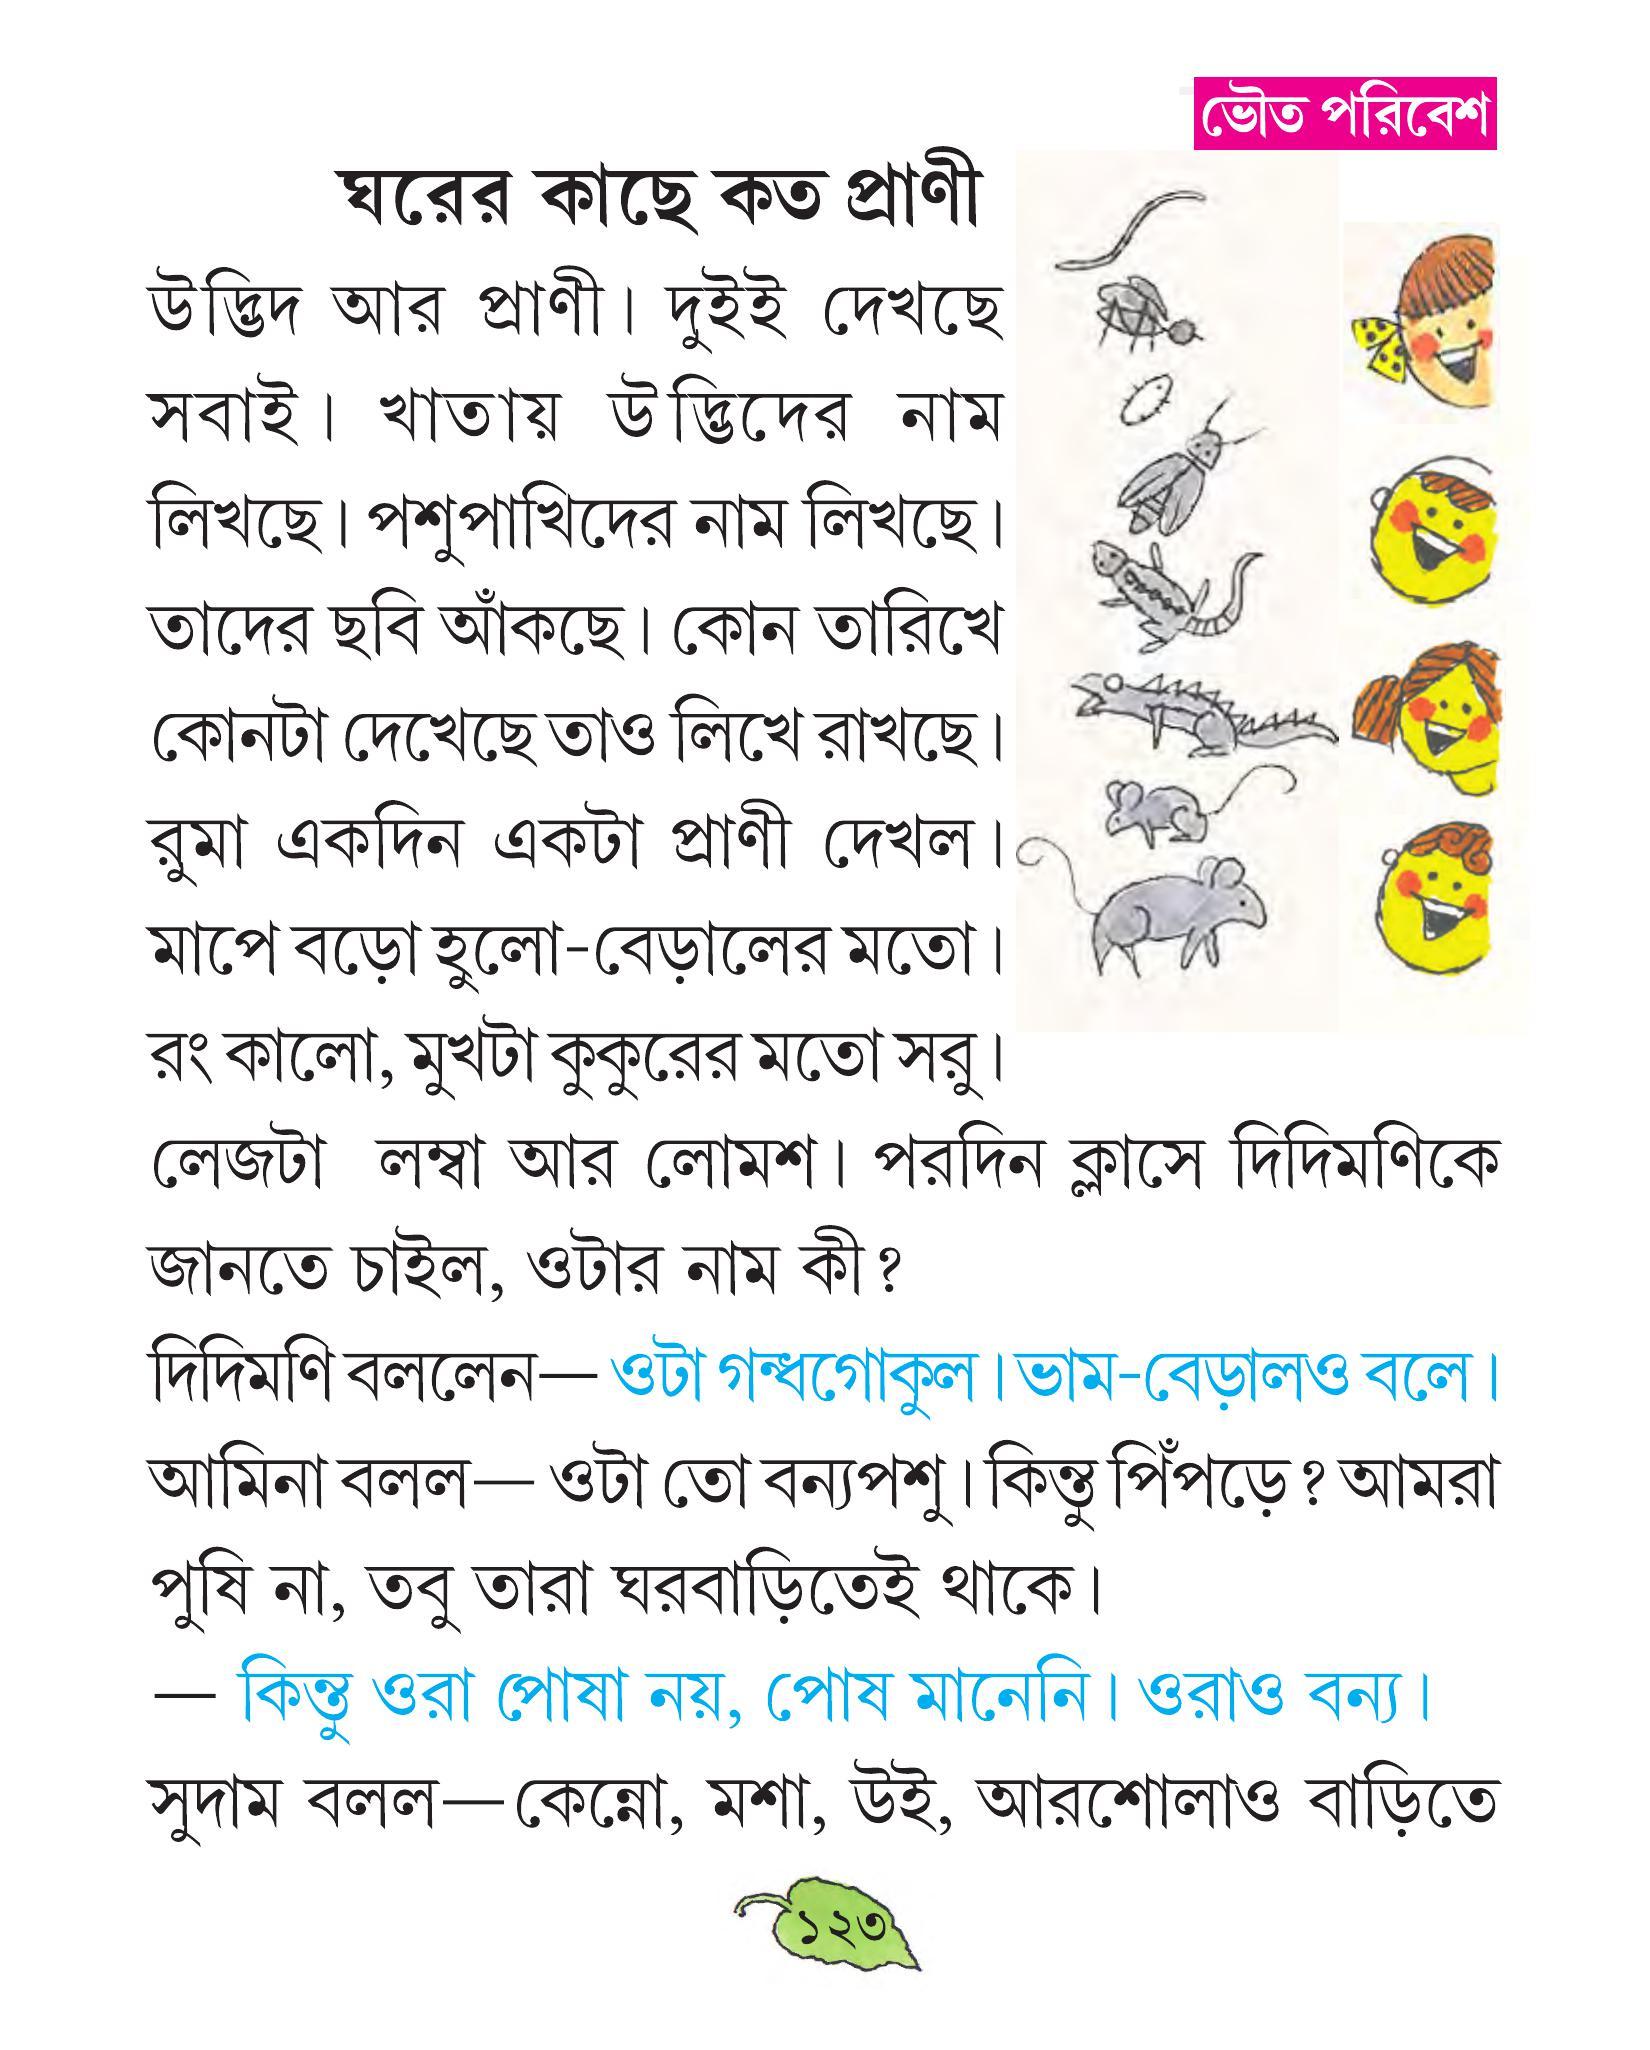 ভৌত পরিবেশ
ঘরের কাছে কত প্রাণী
উদ্ভিদ আর প্রাণী। দুইই দেখছে
সবাই। খাতায় উদ্ভিদের নাম
লিখছে। পশুপাখিদের নাম লিখছে।
তাদের ছবি আঁকছে। কোন তারিখে
কোনটা দেখেছে তাও লিখে রাখছে।
রুমা একদিন একটা প্রাণী দেখল।
মাপে বড়ো হুলো-বেড়ালের মতো।
রং কালো, মুখটা কুকুরের মতো সরু।
লেজটা লম্বা আর লোমশ। পরদিন ক্লাসে দিদিমণিকে
জানতে চাইল, ওটার নাম কী?
দিদিমণি বললেন— ওটা গন্ধগোকুল। ভাম-বেড়ালও বলে।
আমিনা বলল— ওটা তো বন্যপশু। কিন্তু পিঁপড়ে? আমরা
পুষি না, তবু তারা ঘরবাড়িতেই থাকে।
— কিন্তু ওরা পোষা নয়, পোষ মানেনি। ওরাও বন্য।
সুদাম বলল—কেন্নো, মশা, উই, আরশোলাও বাড়িতে
১২৩